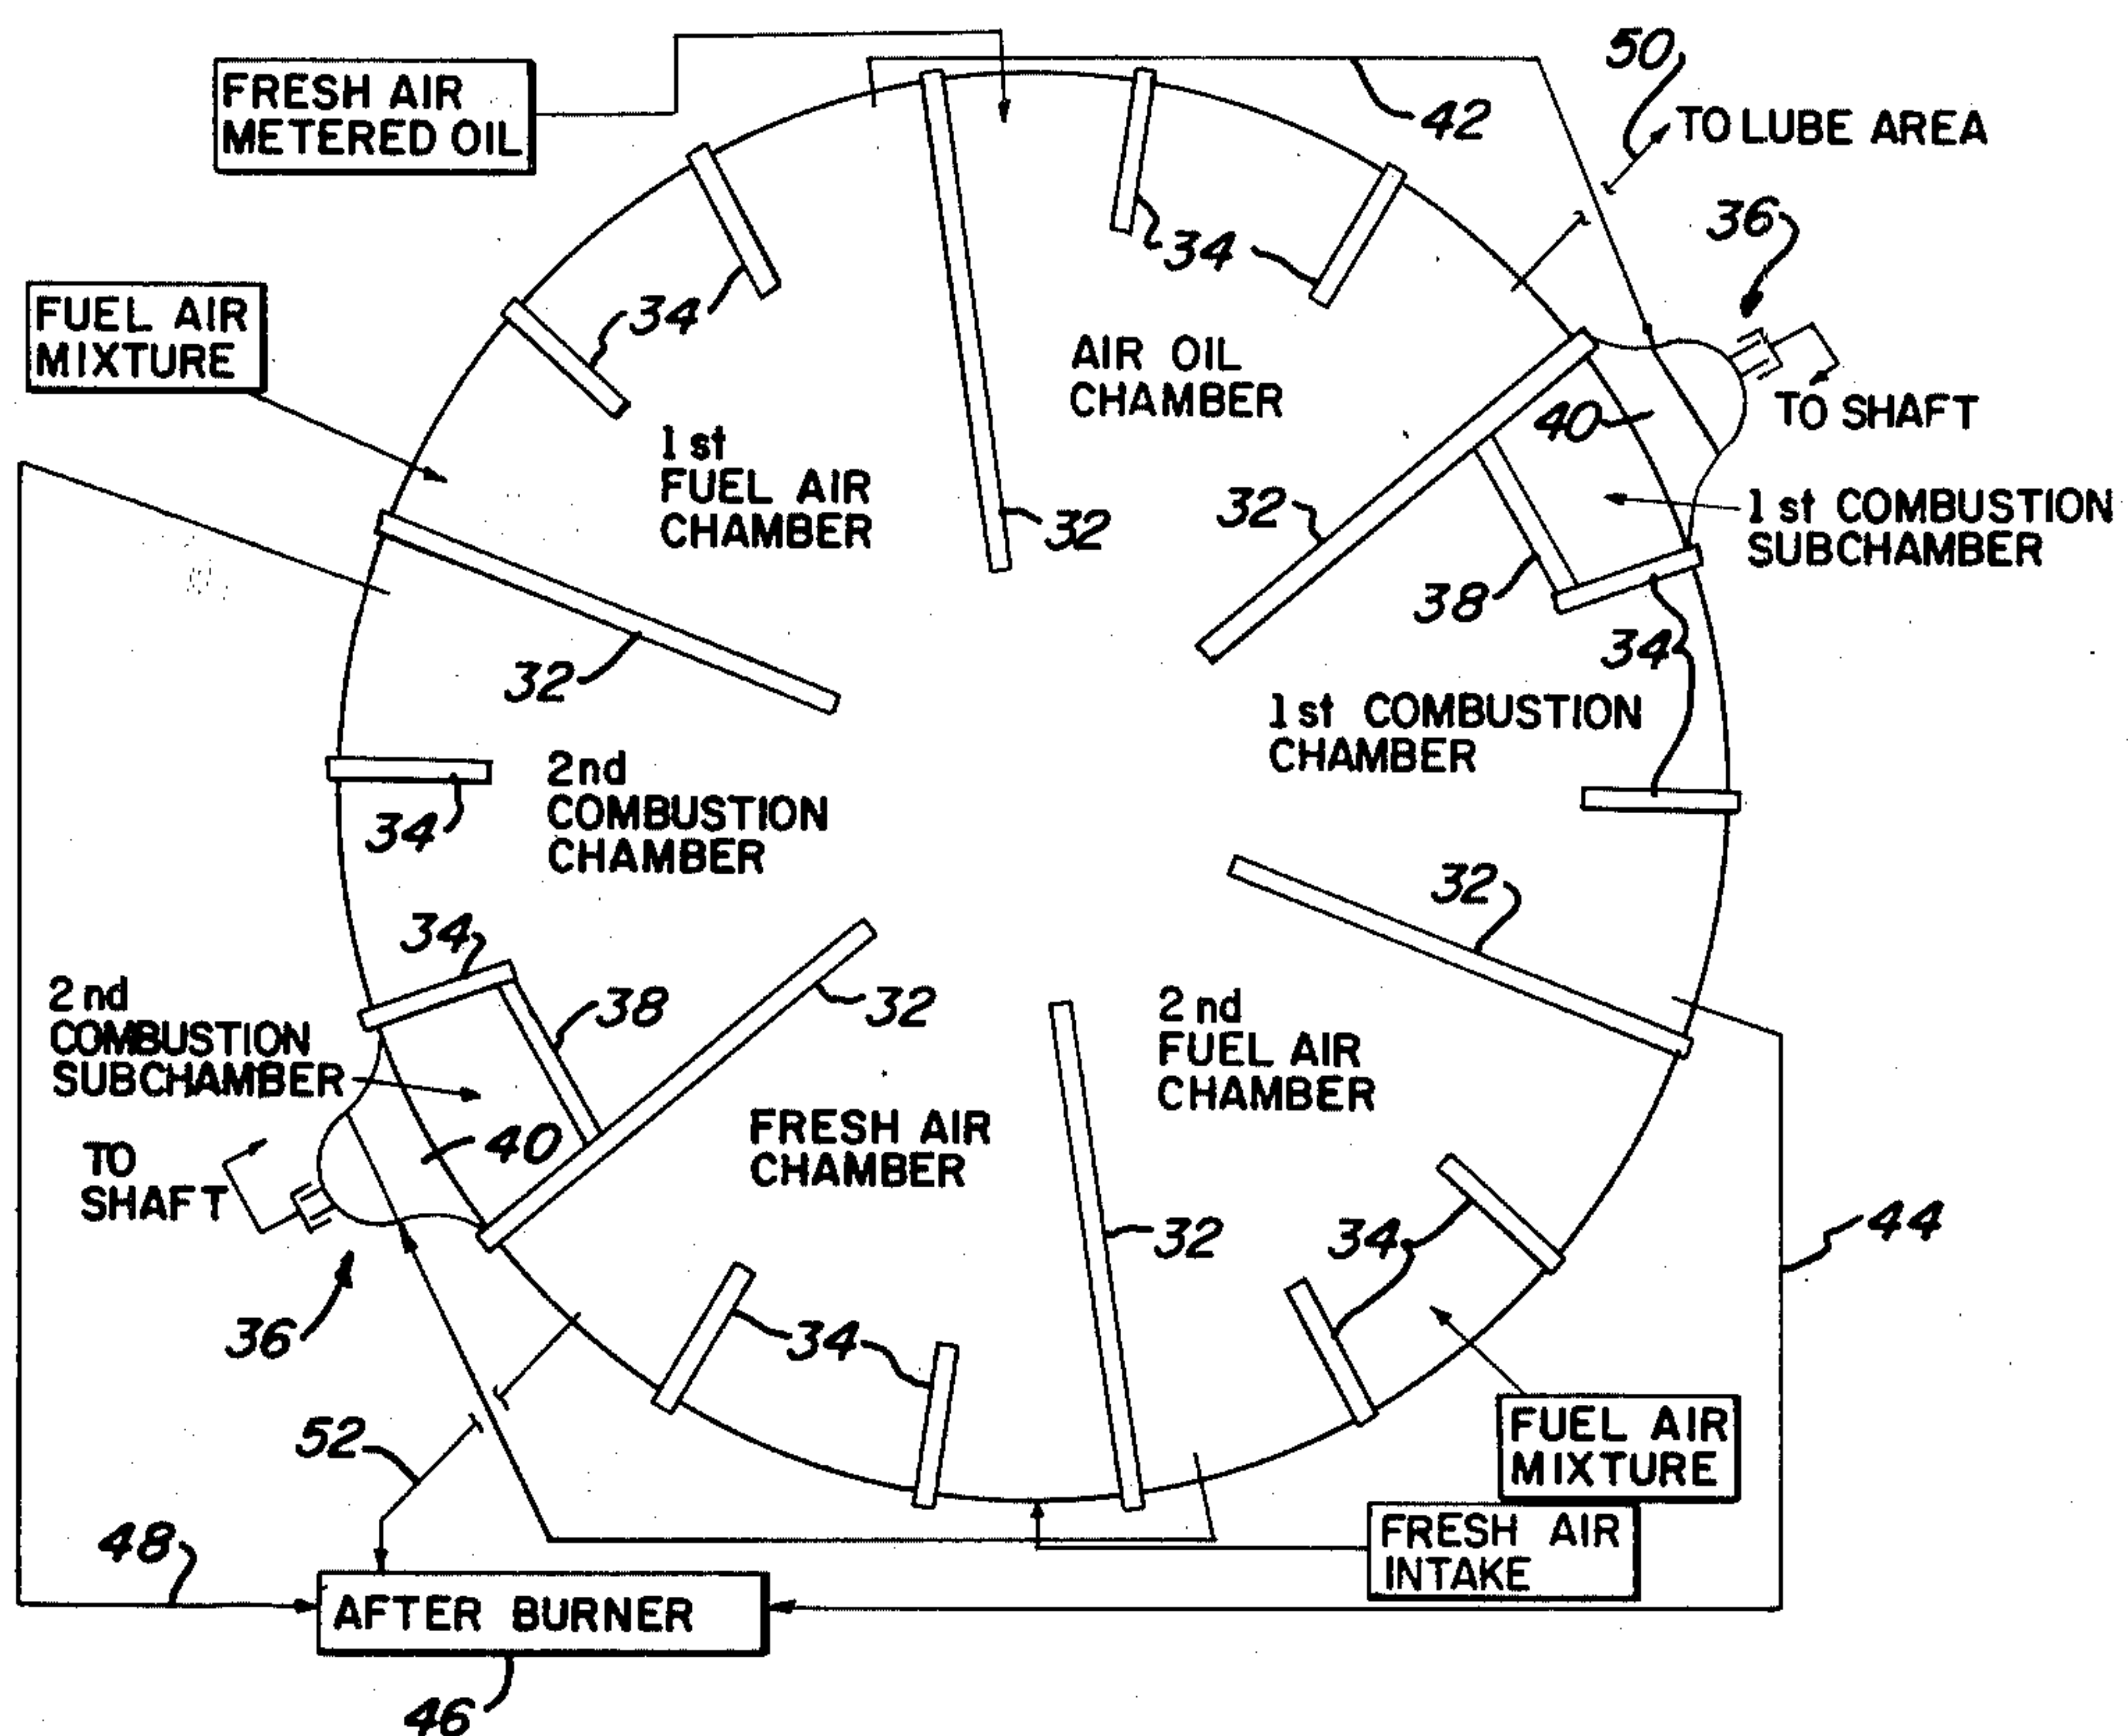 FRESH AIR
METERED OIL
42
50
TO LUBE AREA
36
34
34
FUEL AIR
MIXTURE
AIR OIL
CHAMBER
TO SHAFT
40
1st
FUEL AIR
CHAMBER
32
32
1st COMBUSTION
SUBCHAMBER
38
34
32
1st COMBUSTION
CHAMBER
2nd
COMBUSTION
CHAMBER
34
32
34
2nd
COMBUSTION
SUBCHAMBER
38
32
2nd
FUEL AIR
CHAMBER
FRESH AIR
CHAMBER
40
TO
SHAFT
32
34
44
36
34
52
FUEL AIR
MIXTURE
FRESH AIR
INTAKE
48
AFTER BURNER
46